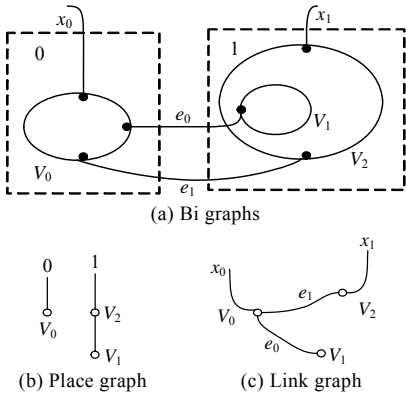 x0 x1
0 1
e0
V1
V0 V2
e1
(a) Bi graphs
0 1 x0 x1
V2 e1
V0 V0 V2
e0
V1 V1
(b) Place graph (c) Link graph